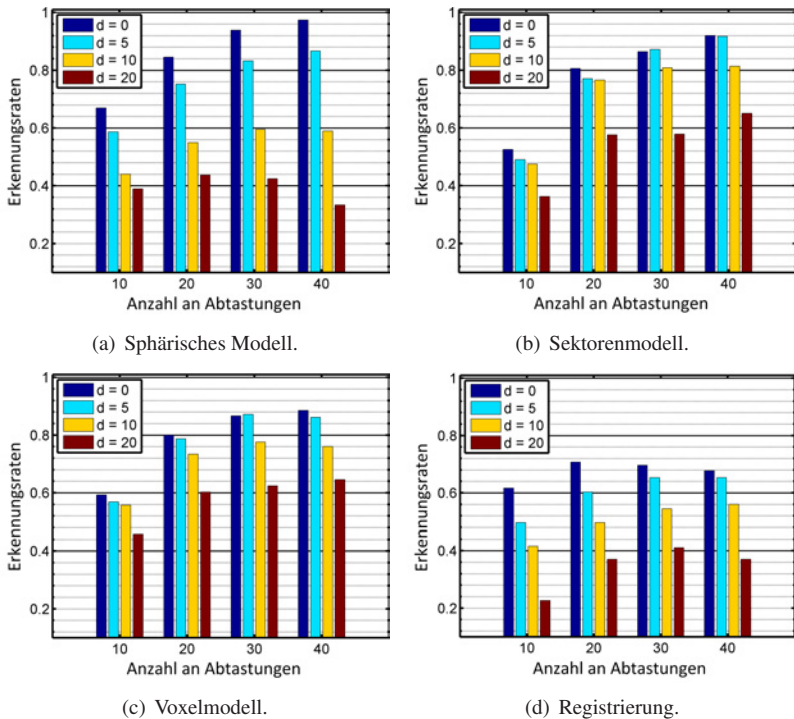 1
0.8
0.6
0.4
0.2
Erkennungsraten
d = 0
d = 5
d = 10
d = 20
10 20 30 40
Anzahl an Abtastungen
(a) Sphärisches Modell.
1
0.8
0.6
0.4
0.2
Erkennungsraten
d = 0
d = 5
d = 10
d = 20
10 20 30 40
Anzahl an Abtastungen
(b) Sektorenmodell.
1
0.8
0.6
0.4
0.2
Erkennungsraten
d = 0
d = 5
d = 10
d = 20
10 20 30 40
Anzahl an Abtastungen
(c) Voxelmodell.
1
0.8
0.6
0.4
0.2
Erkennungsraten
d = 0
d = 5
d = 10
d = 20
10 20 30 40
Anzahl an Abtastungen
(d) Registrierung.